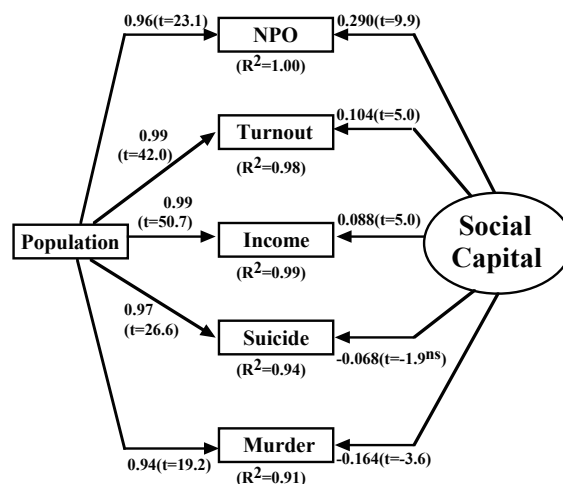 0.96(t=23.1)
NPO
0.290(t=9.9)
(R²=1.00)
0.99
(t=42.0)
Turnout
0.104(t=5.0)
(R²=0.98)
0.99
(t=50.7)
Population
Income
0.088(t=5.0)
Social
Capital
(R²=0.99)
0.97
(t=26.6)
Suicide
-0.068(t=-1.9ⁿˢ)
(R²=0.94)
0.94(t=19.2)
Murder
-0.164(t=-3.6)
(R²=0.91)